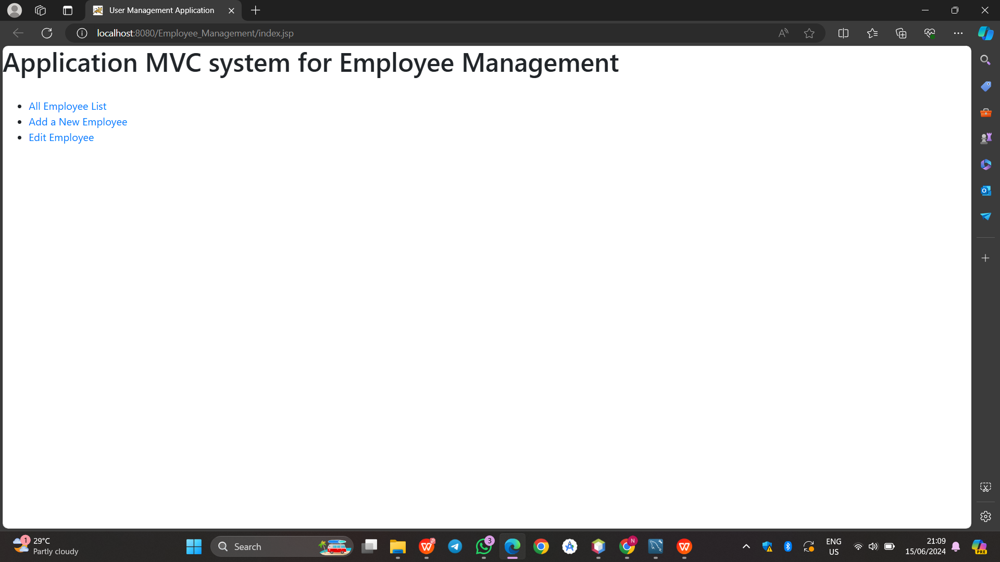 User Management Application
localhost:8080/Employee_Management/index.jsp
Application MVC system for Employee Management
All Employee List
Add a New Employee
Edit Employee
1
29°C
Partly cloudy
Search
3
N
ENG
US
21:09
15/06/2024
PRE